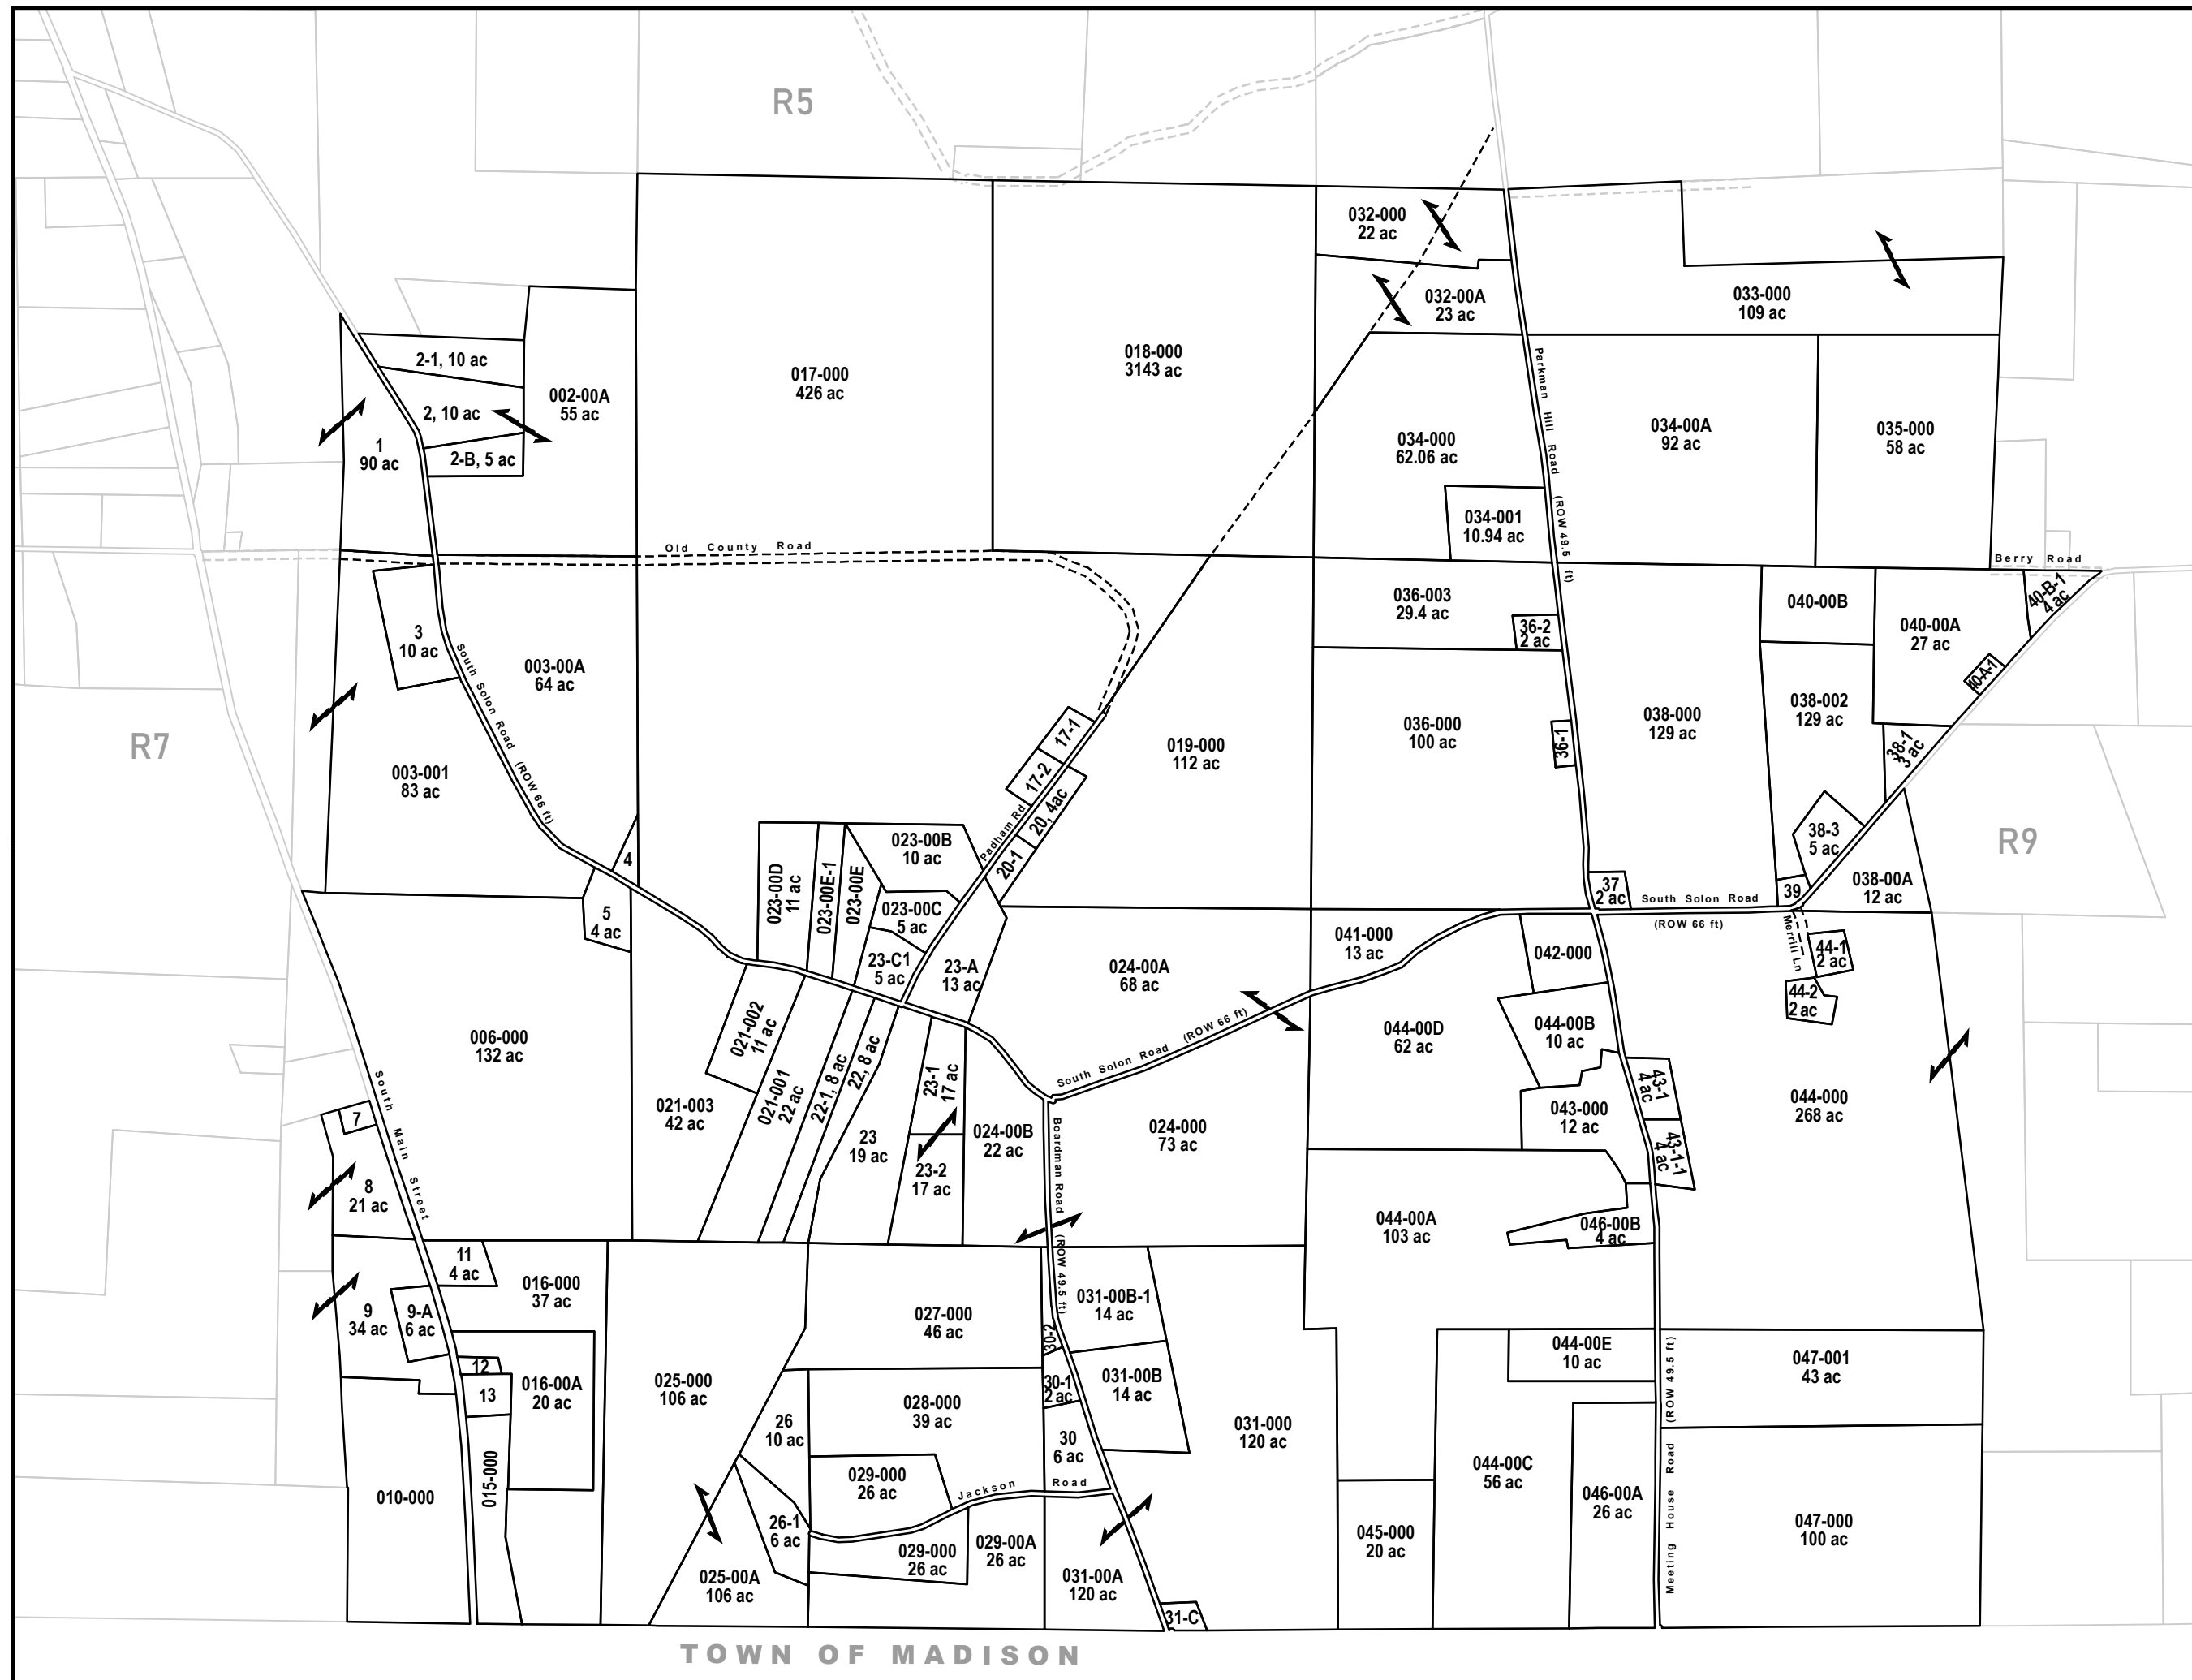 R5
032-000
22 ac
032-00A
23 ac
033-000
109 ac
2-1, 10 ac
2, 10 ac
2-B, 5 ac
002-00A
55 ac
1
90 ac
017-000
426 ac
018-000
3143 ac
Parkman Hill Road (ROW 49.5 ft)
034-000
62.06 ac
034-001
10.94 ac
034-00A
92 ac
035-000
58 ac
Old County Road
Berry Road
3
10 ac
South Solon Road (ROW 66 ft)
003-00A
64 ac
003-001
83 ac
R7
036-003
29.4 ac
36-2
2 ac
036-000
100 ac
36-1
038-000
129 ac
040-00B
040-00A
27 ac
40-B-1
4 ac
40-A-1
038-002
129 ac
38-1
3 ac
38-3
5 ac
R9
17-1
17-2
Padham Rd
20, 4ac
20-1
019-000
112 ac
4
5
4 ac
023-00D
11 ac
023-00E-1
023-00E
023-00B
10 ac
023-00C
5 ac
23-C1
5 ac
23-A
13 ac
024-00A
68 ac
041-000
13 ac
37
2 ac
South Solon Road
(ROW 66 ft)
39
038-00A
12 ac
Merrill Ln
44-1
2 ac
44-2
2 ac
042-000
044-00B
10 ac
044-00D
62 ac
043-000
12 ac
43-1
4 ac
43-1-1
4 ac
044-000
268 ac
006-000
132 ac
021-002
11 ac
021-001
22 ac
021-003
42 ac
22-1, 8 ac
22, 8 ac
23
19 ac
23-1
17 ac
23-2
17 ac
024-00B
22 ac
South Solon Road (ROW 66 ft)
024-000
73 ac
Boardman Road (ROW 49.5 ft)
South Main Street
7
8
21 ac
044-00A
103 ac
046-00B
4 ac
11
4 ac
016-000
37 ac
9
34 ac
9-A
6 ac
12
13
016-00A
20 ac
015-000
010-000
025-000
106 ac
027-000
46 ac
028-000
39 ac
26
10 ac
26-1
6 ac
025-00A
106 ac
029-000
26 ac
Jackson Road
029-000
26 ac
029-00A
26 ac
30-2
30-1
2 ac
30
6 ac
031-00B-1
14 ac
031-00B
14 ac
031-000
120 ac
031-00A
120 ac
31-C
044-00E
10 ac
044-00C
56 ac
045-000
20 ac
046-00A
26 ac
Meeting House Road (ROW 49.5 ft)
047-001
43 ac
047-000
100 ac
TOWN OF MADISON